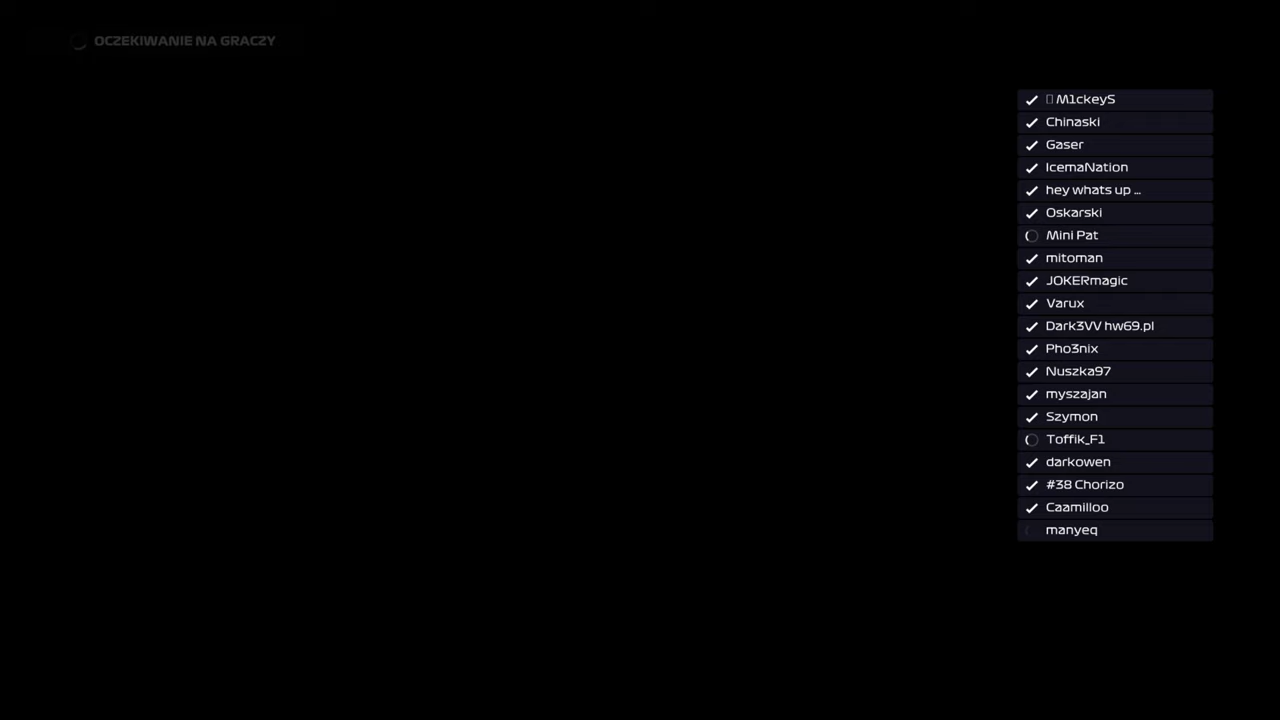 OCZEKIWANIE NA GRACZY
M1ckeyS
Chinaski
Gaser
IcemaNation
hey whats up ...
Oskarski
Mini Pat
mitoman
JOKERmagic
Varux
Dark3VV hw69.pl
Pho3nix
Nuszka97
myszajan
Szymon
Toffik_F1
darkowen
#38 Chorizo
Caamilloo
manyeq